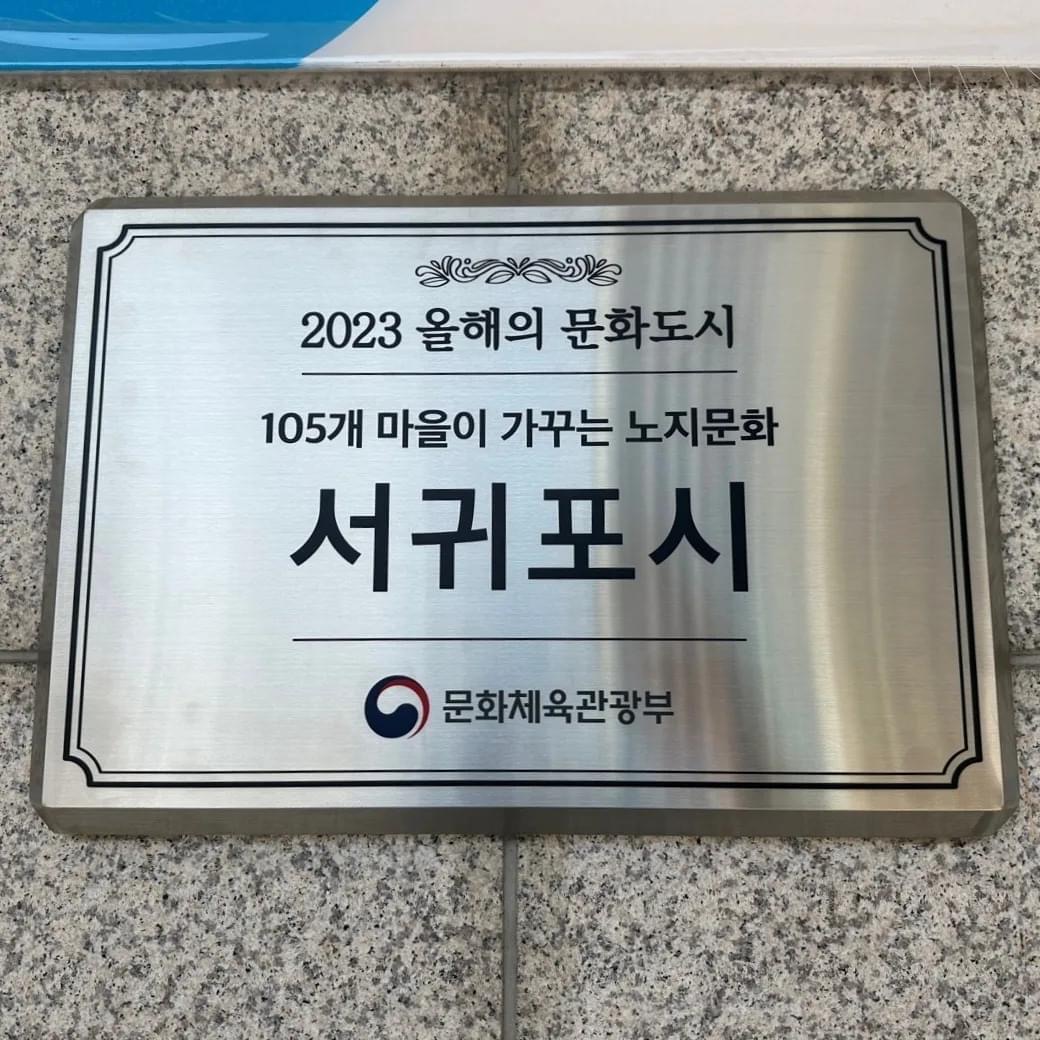 2023 올해의 문화도시
105개 마을이 가꾸는 노지문화
서귀포시
문화체육관광부